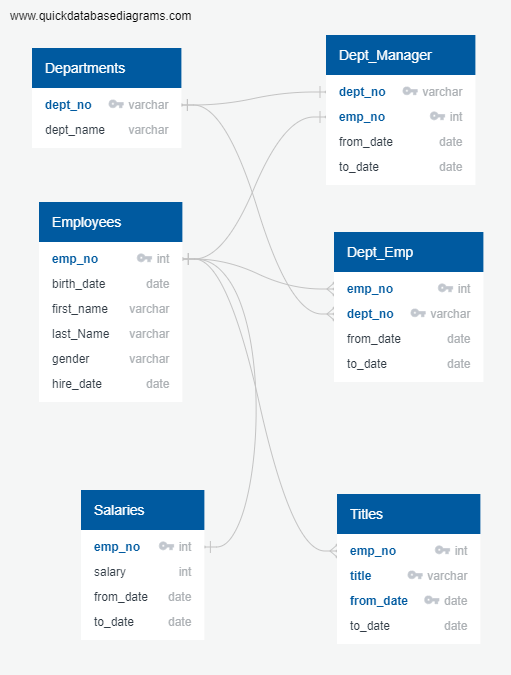 www.quickdatabasediagrams.com
Departments
dept_no varchar
dept_name varchar
Dept_Manager
dept_no varchar
emp_no int
from_date date
to_date date
Employees
emp_no int
birth_date date
first_name varchar
last_Name varchar
gender varchar
hire_date date
Dept_Emp
emp_no int
dept_no varchar
from_date date
to_date date
Salaries
emp_no int
salary int
from_date date
to_date date
Titles
emp_no int
title varchar
from_date date
to_date date